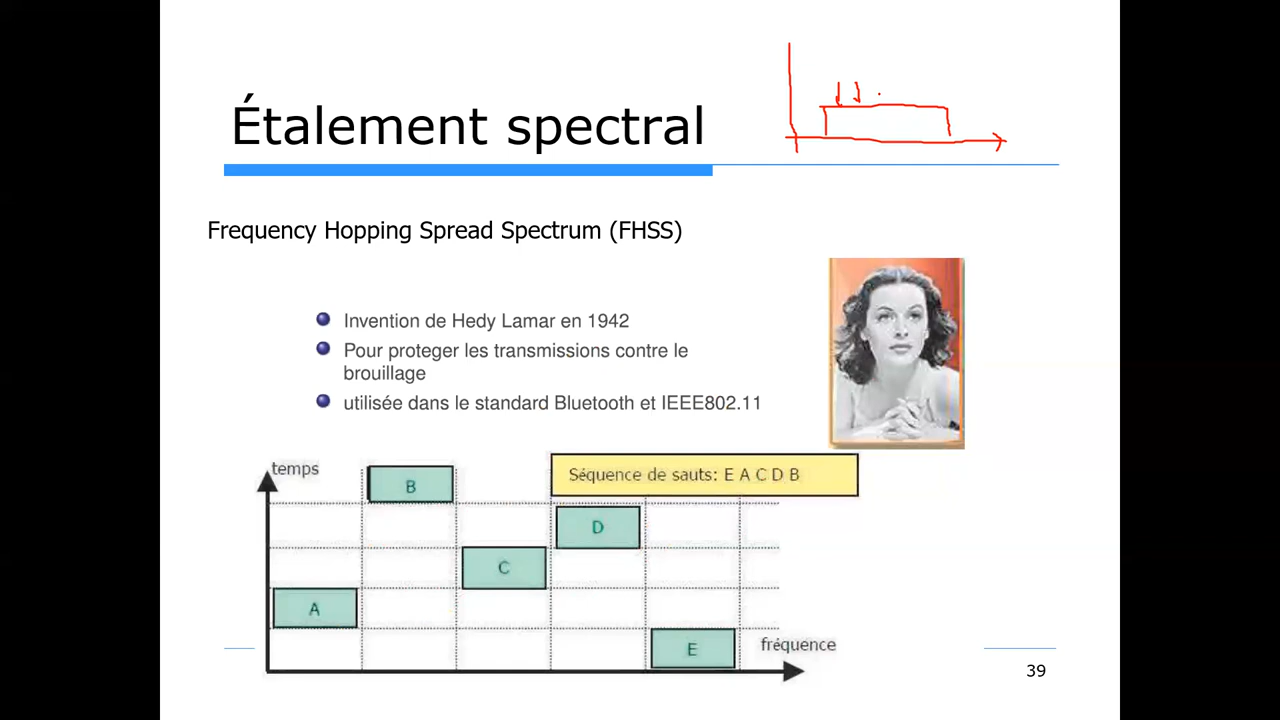 Étalement spectral
Frequency Hopping Spread Spectrum (FHSS)
Invention de Hedy Lamar en 1942
Pour proteger les transmissions contre le
brouillage
utilisée dans le standard Bluetooth et IEEE802.11
temps
Séquence de sauts: E A C D B
B
D
C
A
E
fréquence
39